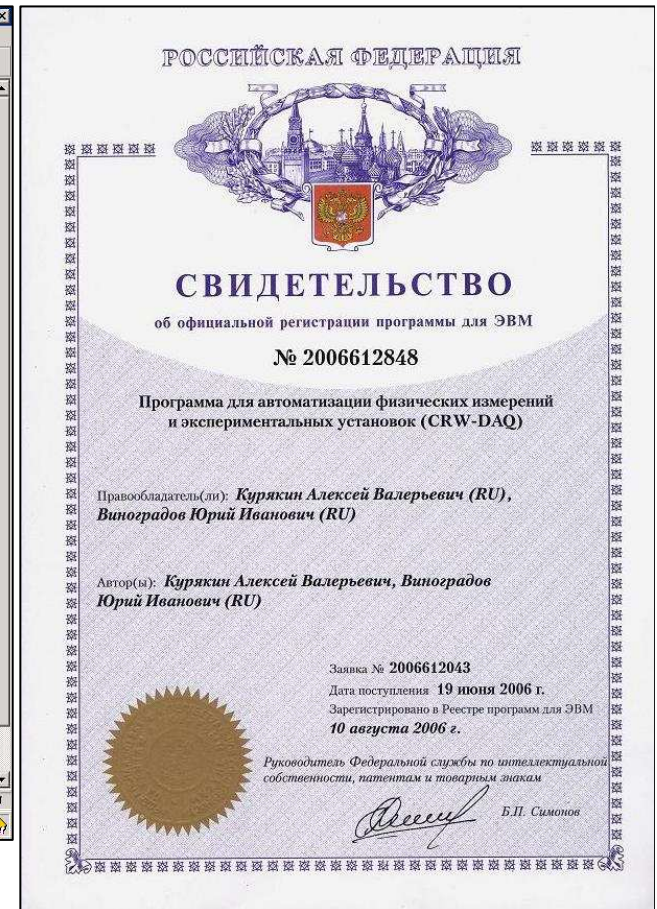 РОССИЙСКАЯ ФЕДЕРАЦИЯ
СВИДЕТЕЛЬСТВО
об официальной регистрации программы для ЭВМ
№ 2006612848
Программа для автоматизации физических измерений
и экспериментальных установок (CRW-DAQ)
Правообладатель(ли): Курякин Алексей Валерьевич (RU),
Виноградов Юрий Иванович (RU)
Автор(ы): Курякин Алексей Валерьевич, Виноградов
Юрий Иванович (RU)
Заявка № 2006612043
Дата поступления 19 июня 2006 г.
Зарегистрировано в Реестре программ для ЭВМ
10 августа 2006 г.
Руководитель Федеральной службы по интеллектуальной
собственности, патентам и товарным знакам
Б.П. Симонов